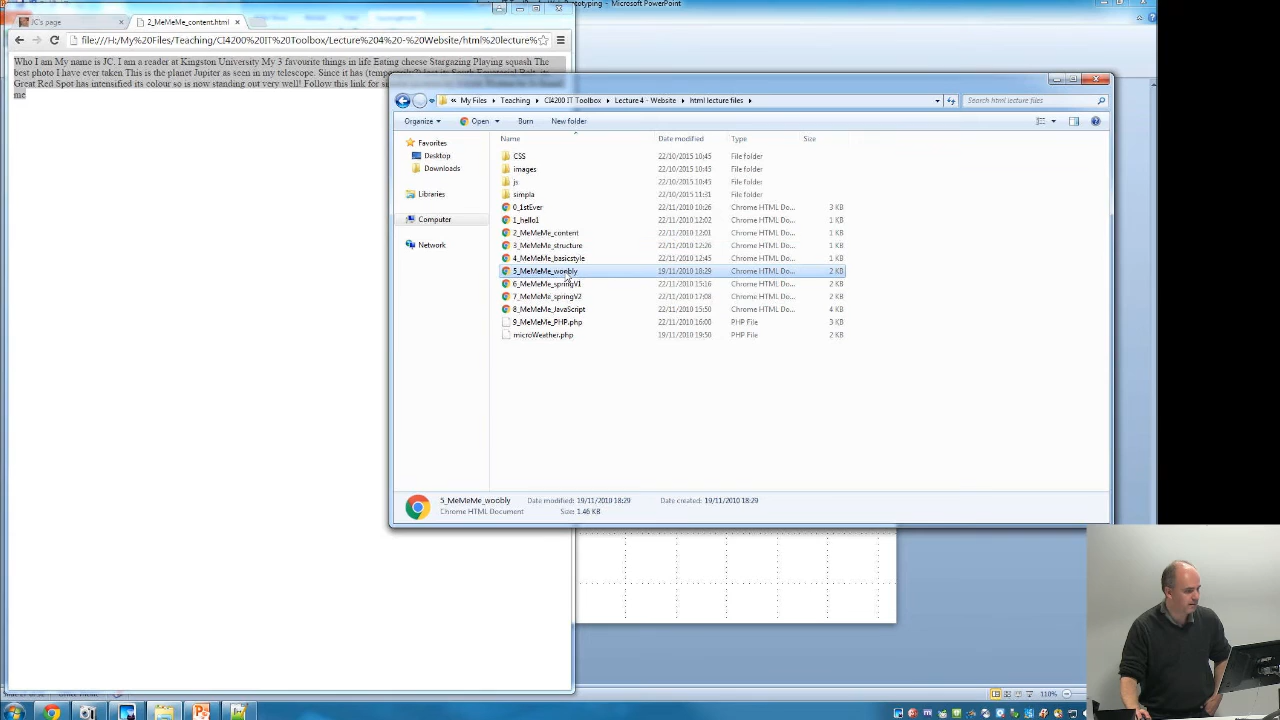 rototyping - Microsoft PowerPoint
JC's page
2_MeMeMe_content.html
file:///H:/My%20Files/Teaching/CI4200%20IT%20Toolbox/Lecture%204%20-%20Website/html lecture%
Who I am My name is JC. I am a reader at Kingston University My 3 favourite things in life Eating cheese Stargazing Playing squash The
best photo I have ever taken This is the planet Jupiter as seen in my telescope. Since it has (temporarily?) lost its South Equatorial Belt, its
Great Red Spot has intensified its colour so is now standing out very well! Follow this link for
me
My Files
Teaching
CI4200 IT Toolbox
Lecture 4 - Website
html lecture files
Search html lecture files
Organize
Open
Burn
New folder
Name
Date modified
Type
Size
Favorites
Desktop
Downloads
Libraries
Computer
Network
CSS 22/10/2015 10:45 File folder
images 22/10/2015 10:45 File folder
js 22/10/2015 10:45 File folder
simpla 22/10/2015 11:31 File folder
0_1stEver 22/11/2010 10:26 Chrome HTML Do... 3 KB
1_hello1 22/11/2010 12:02 Chrome HTML Do... 1 KB
2_MeMeMe_content 22/11/2010 12:01 Chrome HTML Do... 1 KB
3_MeMeMe_structure 22/11/2010 12:26 Chrome HTML Do... 1 KB
4_MeMeMe_basicstyle 22/11/2010 12:45 Chrome HTML Do... 1 KB
5_MeMeMe_woobly 19/11/2010 18:29 Chrome HTML Do... 2 KB
6_MeMeMe_springV1 22/11/2010 15:16 Chrome HTML Do... 2 KB
7_MeMeMe_springV2 22/11/2010 17:08 Chrome HTML Do... 2 KB
8_MeMeMe_JavaScript 22/11/2010 15:50 Chrome HTML Do... 4 KB
9_MeMeMe_PHP.php 22/11/2010 16:00 PHP File 3 KB
microWeather.php 19/11/2010 19:50 PHP File 2 KB
5_MeMeMe_woobly Date modified: 19/11/2010 18:29 Date created: 19/11/2010 18:29
Chrome HTML Document Size: 1.46 KB
110%